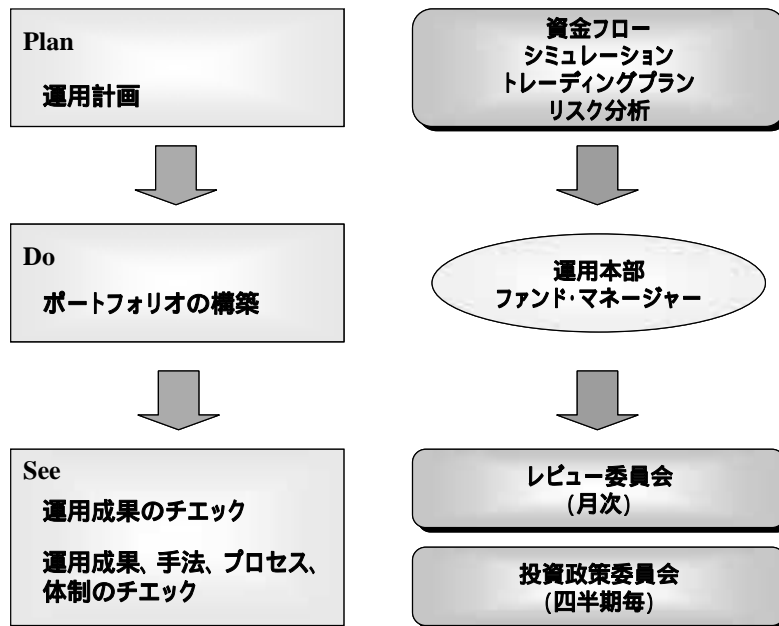 Plan
運用計画
資金フロー
シミュレーション
トレーディングプラン
リスク分析
Do
ポートフォリオの構築
運用本部
ファンド・マネージャー
See
運用成果のチエック
運用成果、手法、プロセス、
体制のチエック
レビュー委員会
(月次)
投資政策委員会
(四半期毎)